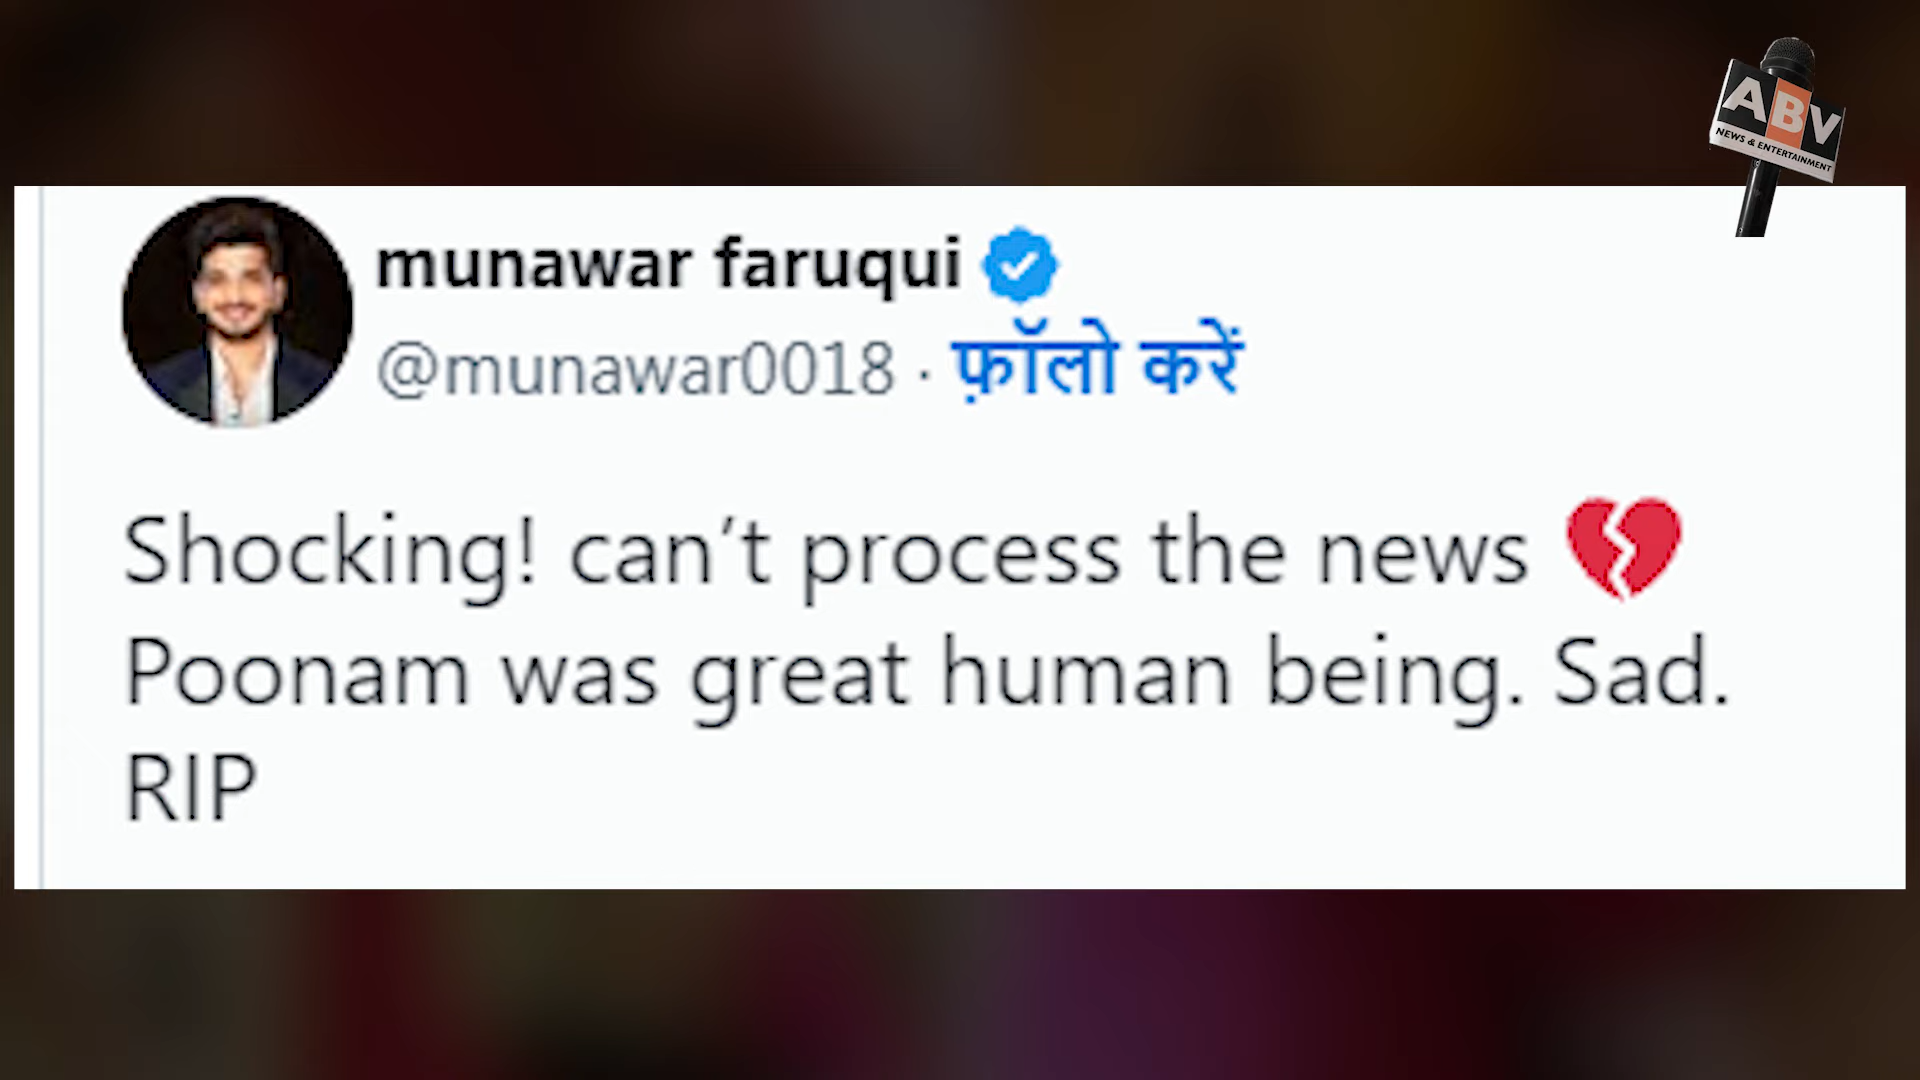 ABV
NEWS & ENTERTAINMENT
munawar faruqui
@munawar0018 · फ़ॉलो करें
Shocking! can't process the news 💔
Poonam was great human being. Sad.
RIP